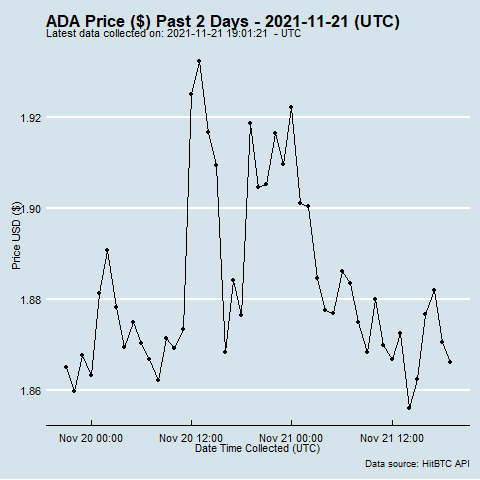 ADA Price ($) Past 2 Days - 2021-11-21 (UTC)
Latest data collected on: 2021-11-21 19:01:21 - UTC
Price USD ($)
1.92
1.90
1.88
1.86
Nov 20 00:00 Nov 20 12:00 Nov 21 00:00 Nov 21 12:00
Date Time Collected (UTC)
Data source: HitBTC API